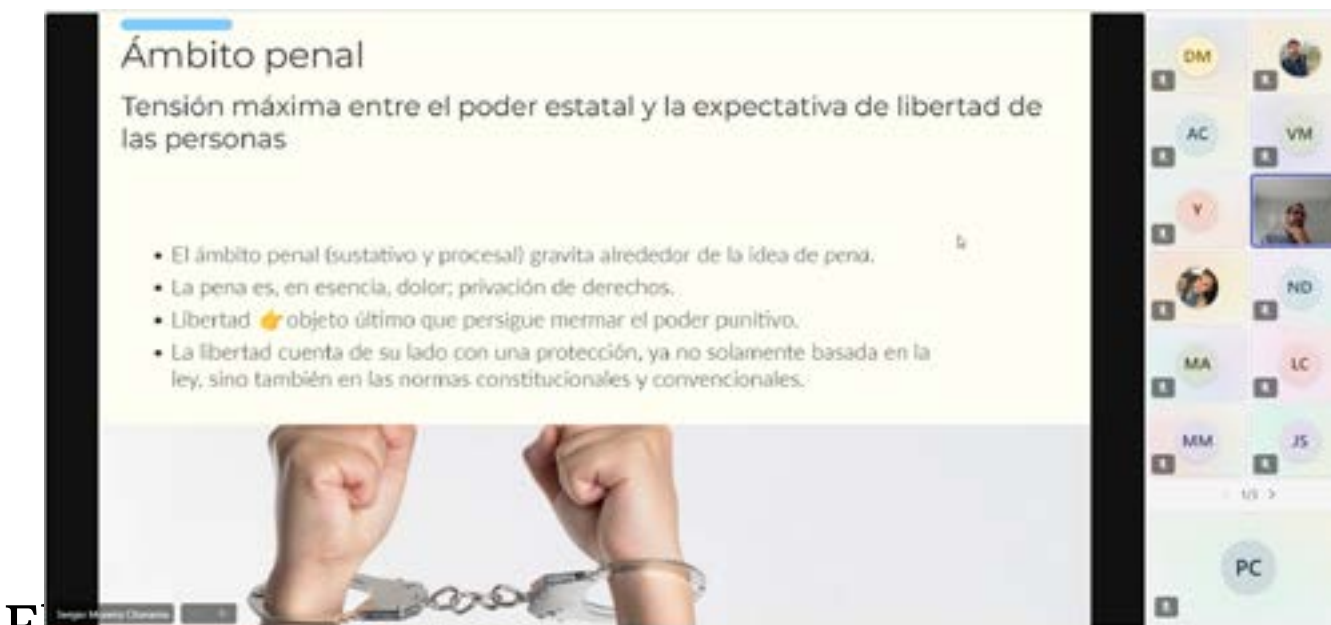 Ámbito penal
Tensión máxima entre el poder estatal y la expectativa de libertad de
las personas
• El ámbito penal (sustativo y procesal) gravita alrededor de la idea de pena.
• La pena es, en esencia, dolor; privación de derechos.
• Libertad 👉 objeto último que persigue mermar el poder punitivo.
• La libertad cuenta de su lado con una protección, ya no solamente basada en la
ley, sino también en las normas constitucionales y convencionales.
DM
AC
VM
Y
ND
MA
LC
MM
JS
1/3
PC
Sergio
E